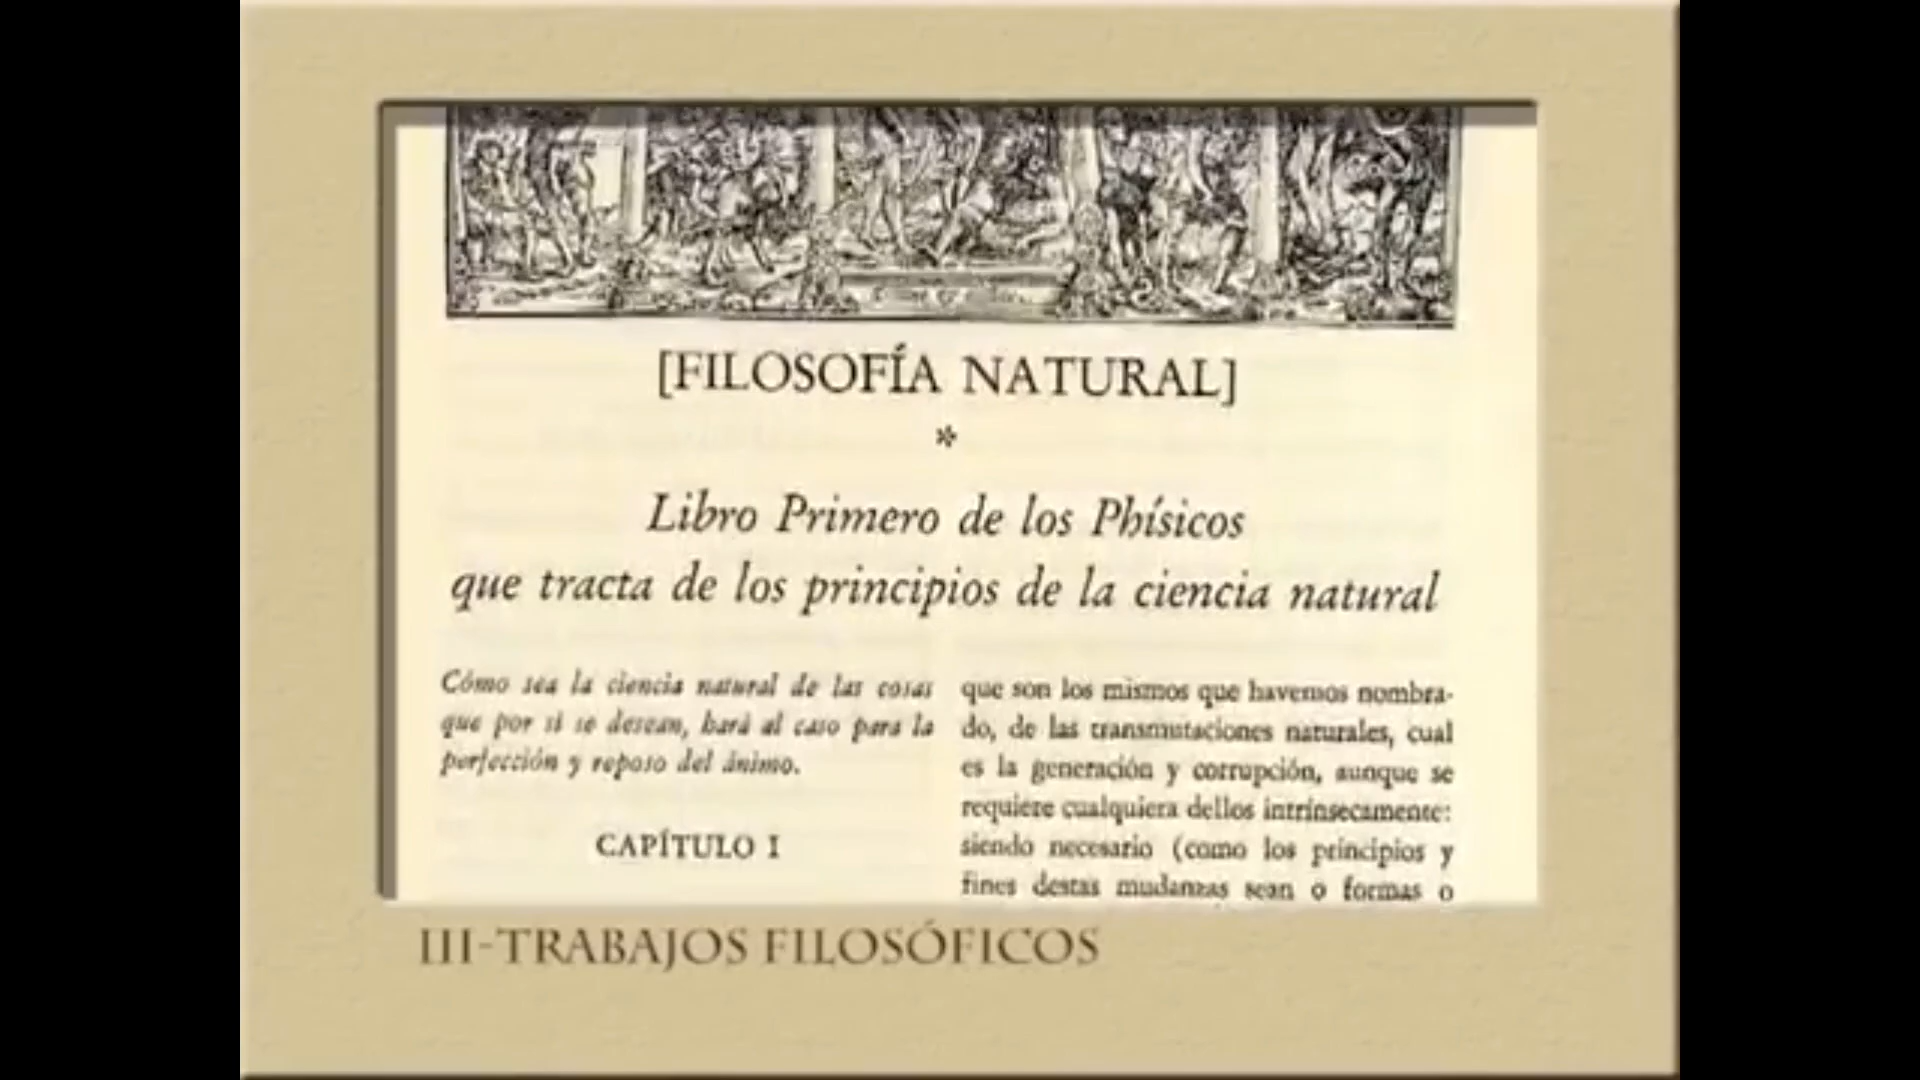 [FILOSOFÍA NATURAL]
*
Libro Primero de los Phísicos
que tracta de los principios de la ciencia natural
Cómo sea la ciencia natural de las cosas
que por sí se desean, hará al caso para la
perfección y reposo del ánimo.
CAPÍTULO I
que son los mismos que havemos nombra-
do, de las transmutaciones naturales, cual
es la generación y corrupción, aunque se
requiere cualquiera dellos intrínsecamente:
siendo necesario (como los principios y
fines destas mudanzas sean o formas o
III-TRABAJOS FILOSÓFICOS